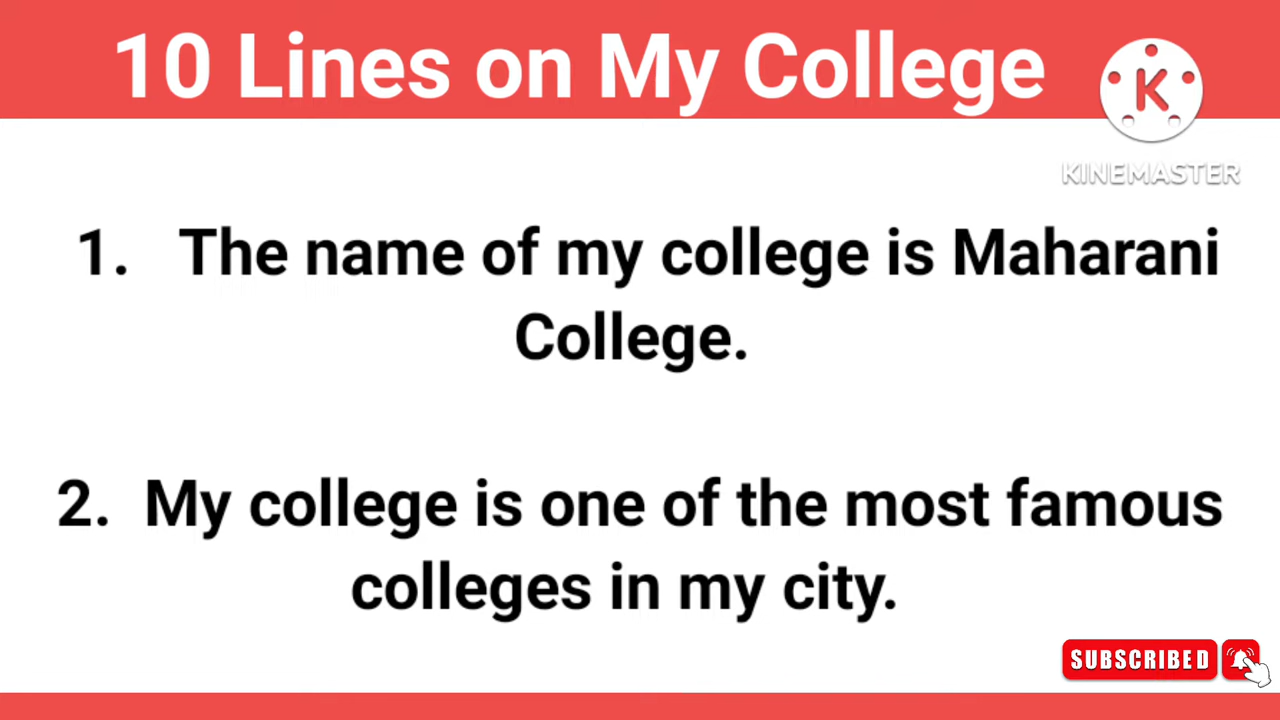 10 Lines on My College
K
KINEMASTER
1. The name of my college is Maharani
College.
2. My college is one of the most famous
colleges in my city.
SUBSCRIBED